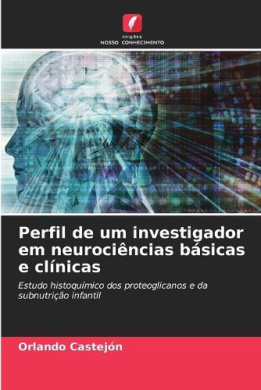 edições
NOSSO CONHECIMENTO
Perfil de um investigador
em neurociências básicas
e clínicas
Estudo histoquímico dos proteoglicanos e da
subnutrição infantil
Orlando Castejón